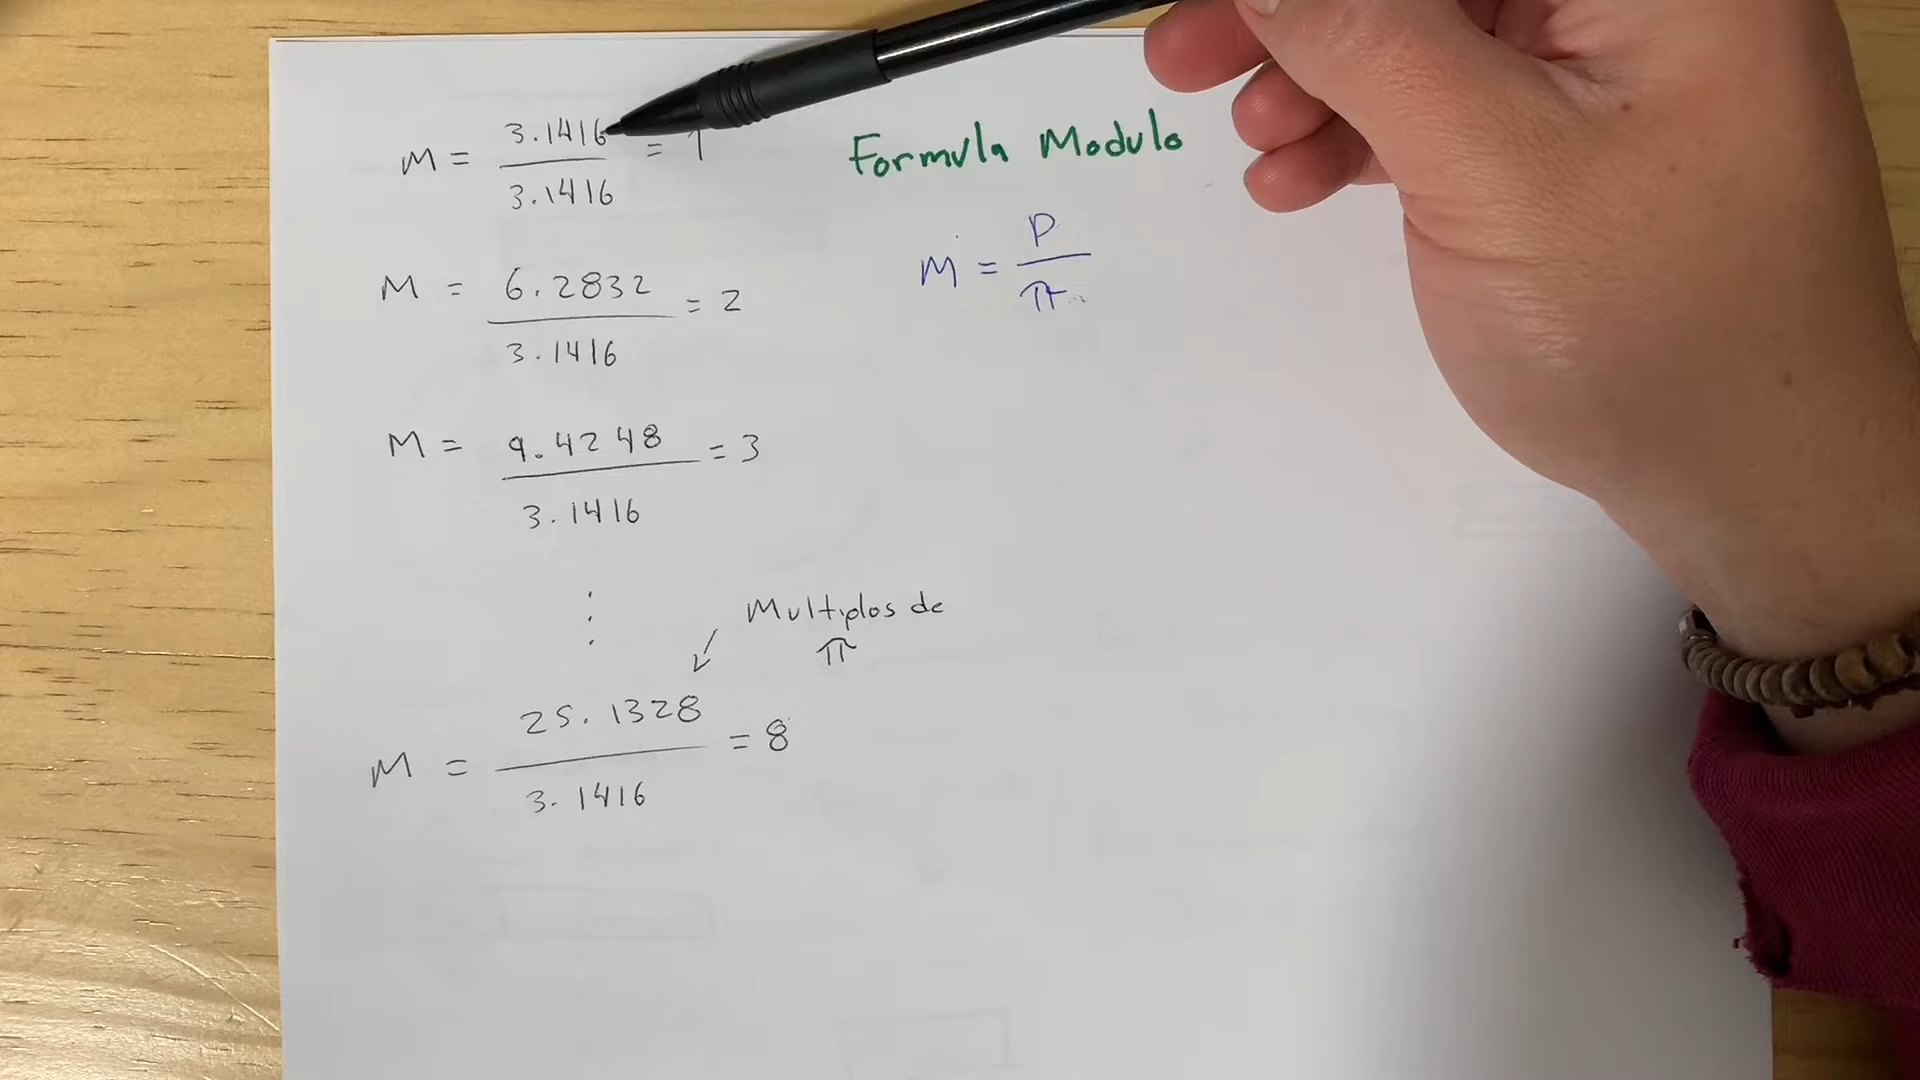 M = 3.1416 / 3.1416 = 1
Formula Modulo
M = P / π
M = 6.2832 / 3.1416 = 2
M = 9.4248 / 3.1416 = 3
⋮
Multiplos de
π
↙
M = 25.1328 / 3.1416 = 8